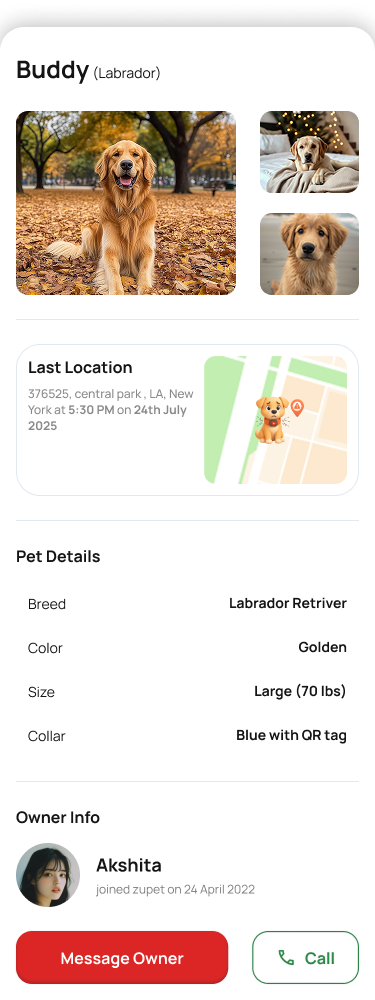 Buddy (Labrador)
Last Location
376525, central park , LA, New
York at 5:30 PM on 24th July
2025
Pet Details
Breed Labrador Retriver
Color Golden
Size Large (70 lbs)
Collar Blue with QR tag
Owner Info
Akshita
joined zupet on 24 April 2022
Message Owner Call